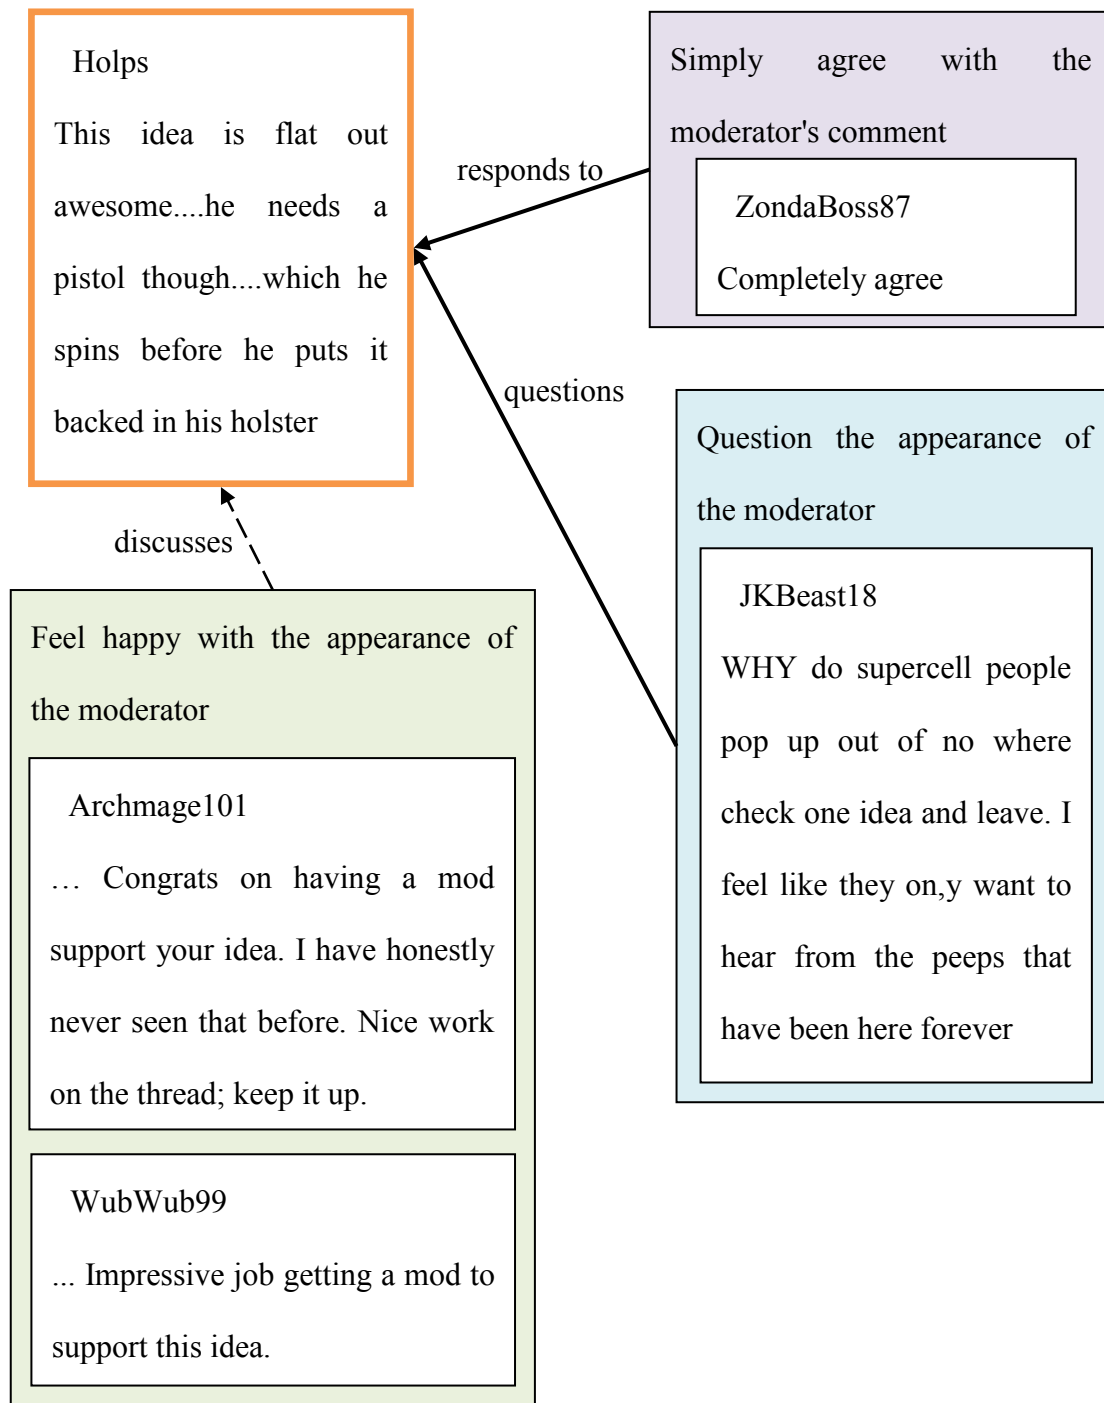 Holps
This idea is flat out
awesome....he needs a
pistol though....which he
spins before he puts it
backed in his holster
responds to
Simply agree with the
moderator's comment
ZondaBoss87
Completely agree
questions
Question the appearance of
the moderator
JKBeast18
WHY do supercell people
pop up out of no where
check one idea and leave. I
feel like they on,y want to
hear from the peeps that
have been here forever
discusses
Feel happy with the appearance of
the moderator
Archmage101
… Congrats on having a mod
support your idea. I have honestly
never seen that before. Nice work
on the thread; keep it up.
WubWub99
... Impressive job getting a mod to
support this idea.